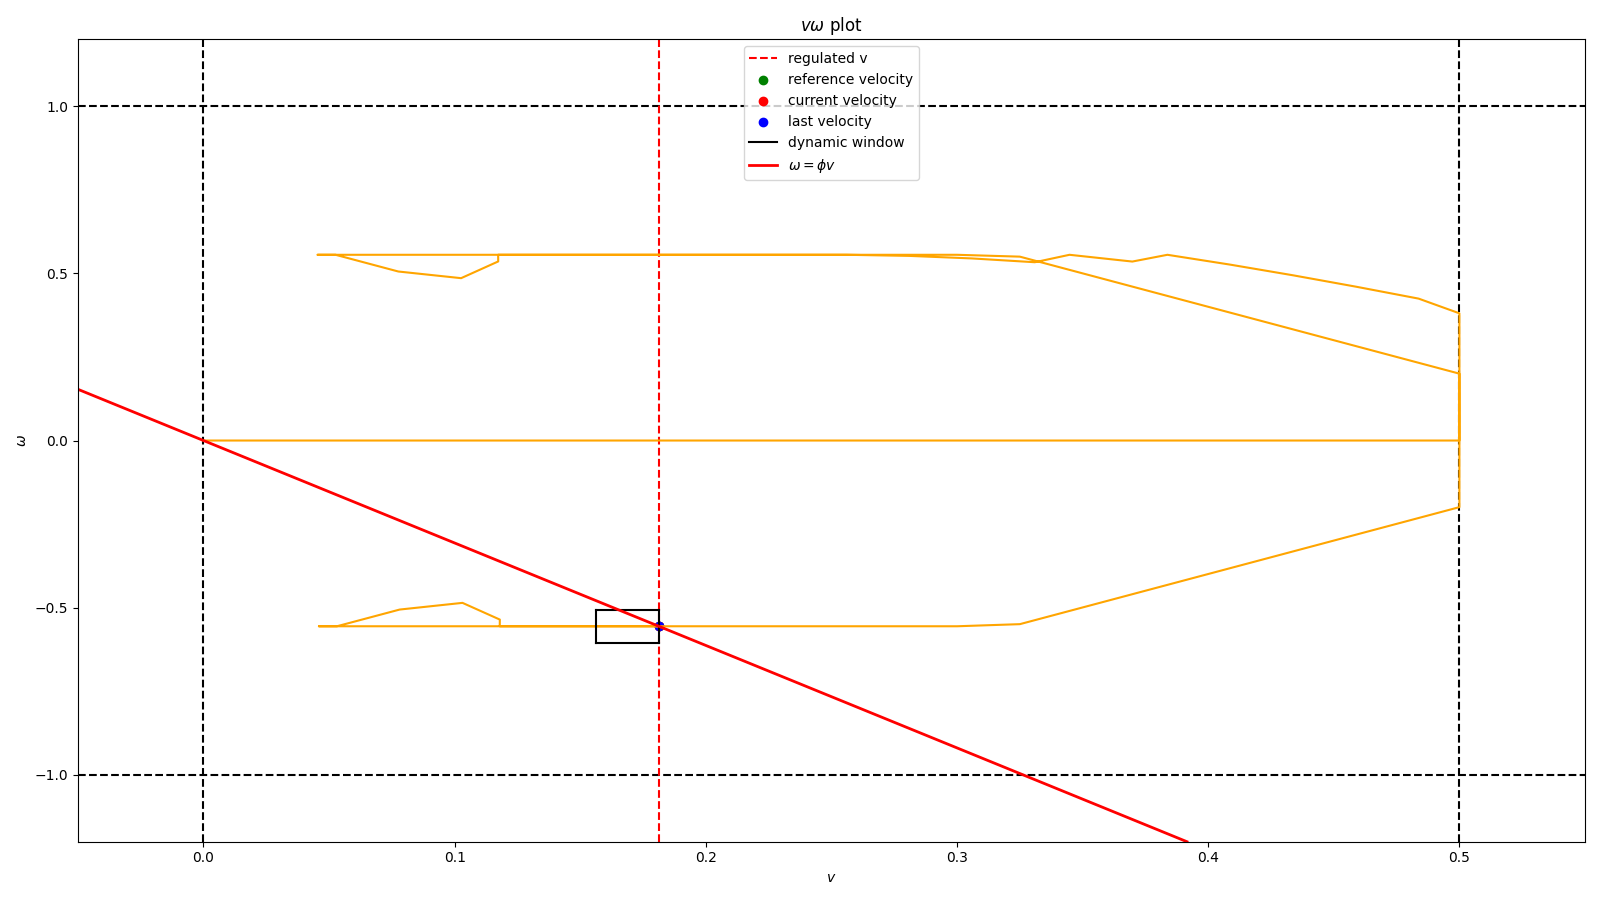 vω plot
regulated v
reference velocity
current velocity
last velocity
dynamic window
ω = ϕv
1.0
0.5
0.0
−0.5
−1.0
ω
0.0 0.1 0.2 0.3 0.4 0.5
v